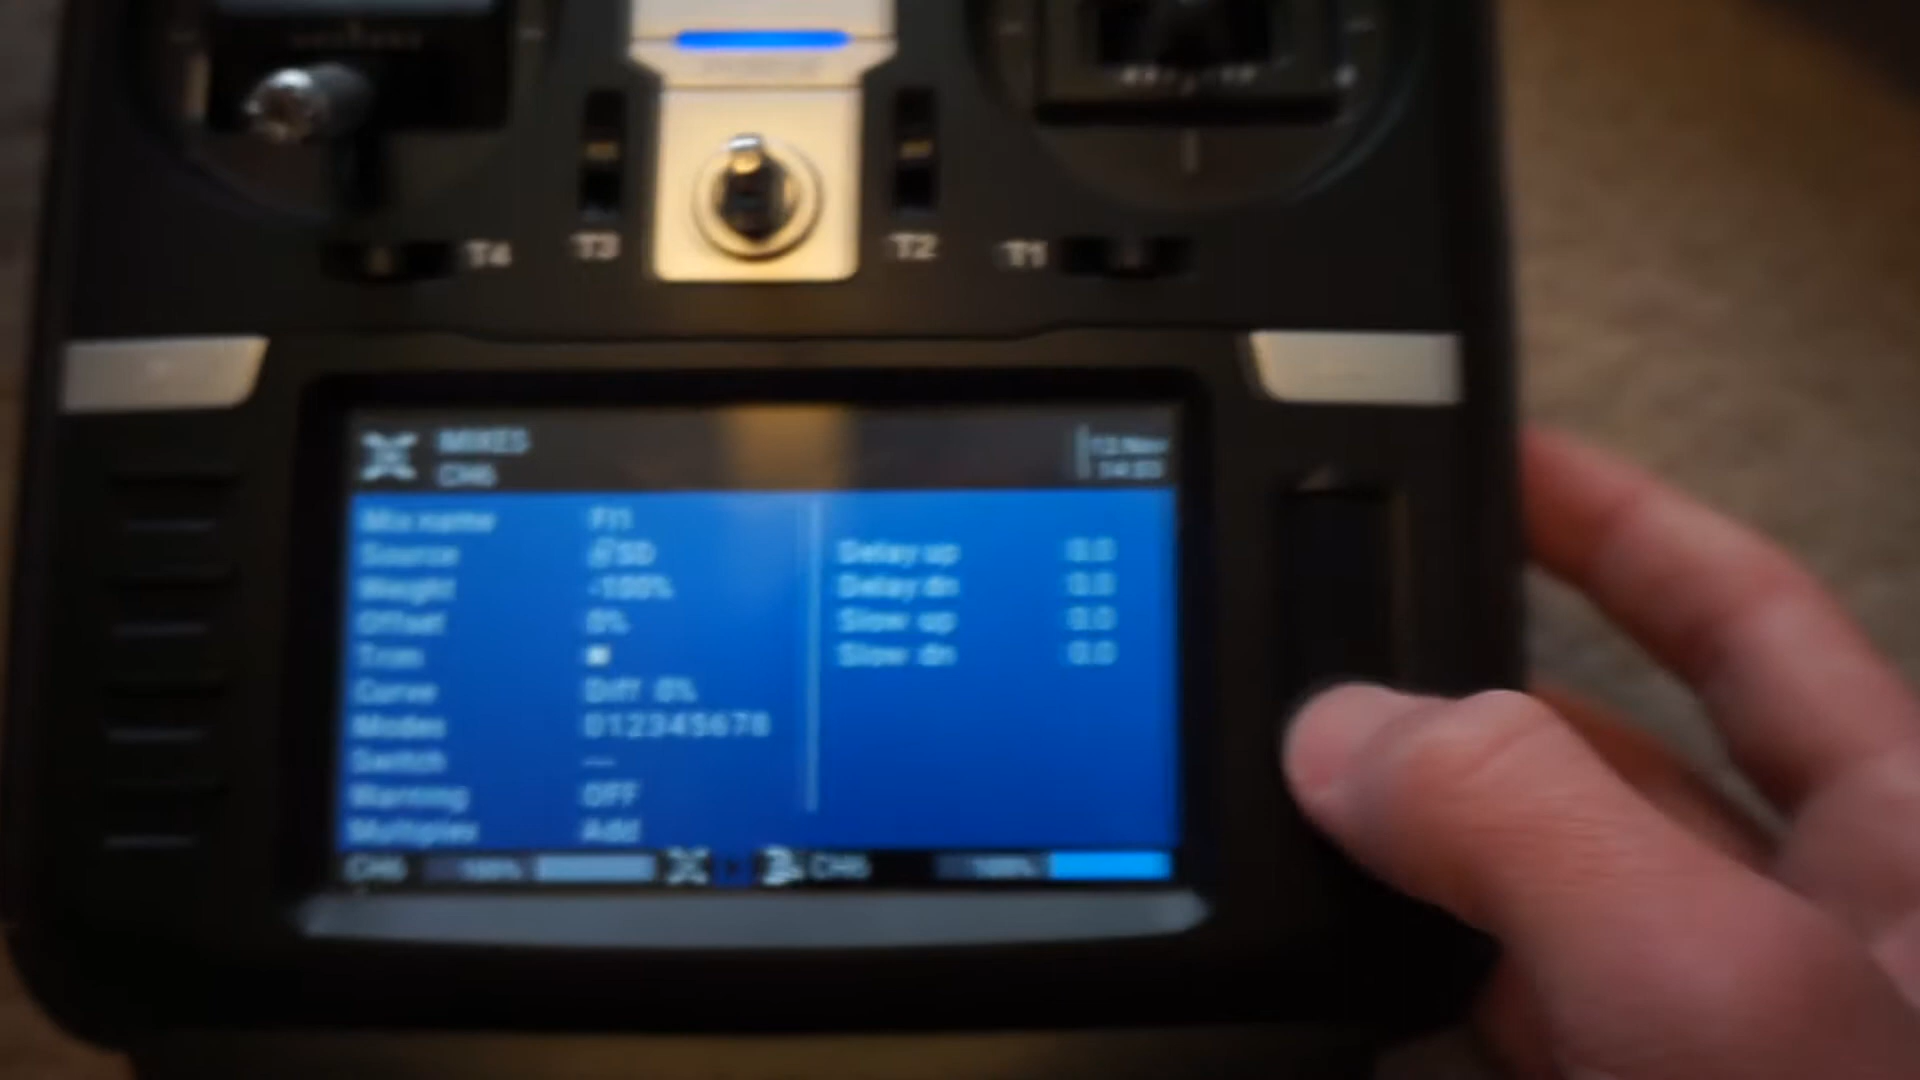 T4
T3
T2
T1
MIXES
CH6
Mix name
Source SD
Weight -100%
Offset 0%
Trim
Curve Diff 0%
Modes 012345678
Switch ---
Warning OFF
Multiplex Add
Delay up 0.0
Delay dn 0.0
Slow up 0.0
Slow dn 0.0
CH6 CH6